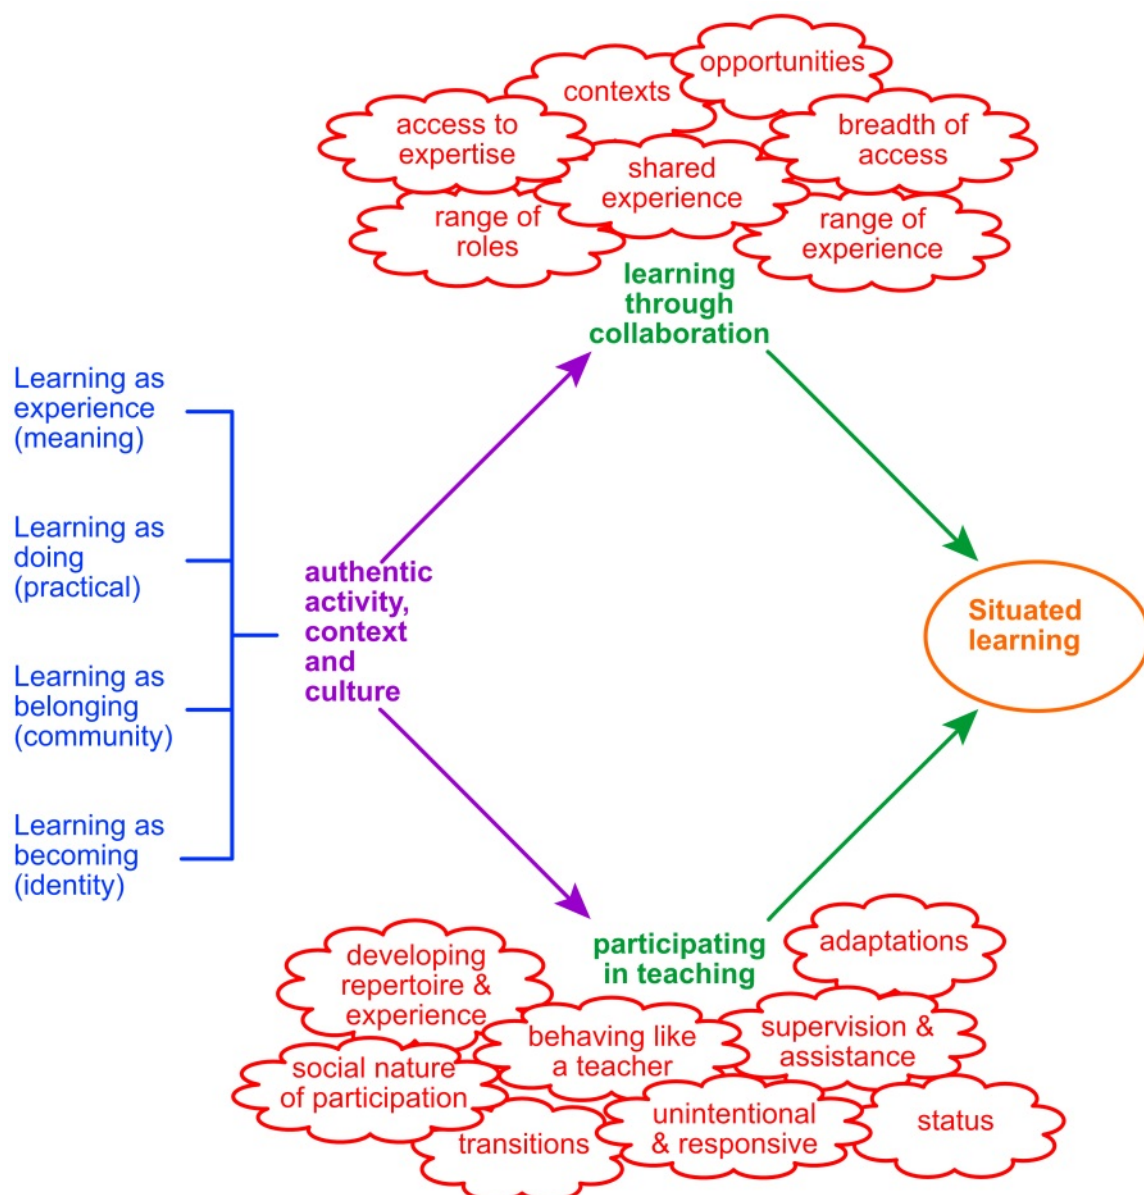 opportunities
contexts
access to
expertise
breadth of
access
shared
experience
range of
roles
range of
experience
learning
through
collaboration
Learning as
experience
(meaning)
Learning as
doing
(practical)
Learning as
belonging
(community)
Learning as
becoming
(identity)
authentic
activity,
context
and
culture
Situated
learning
participating
in teaching
adaptations
developing
repertoire &
experience
behaving like
a teacher
supervision &
assistance
social nature
of participation
transitions
unintentional
& responsive
status